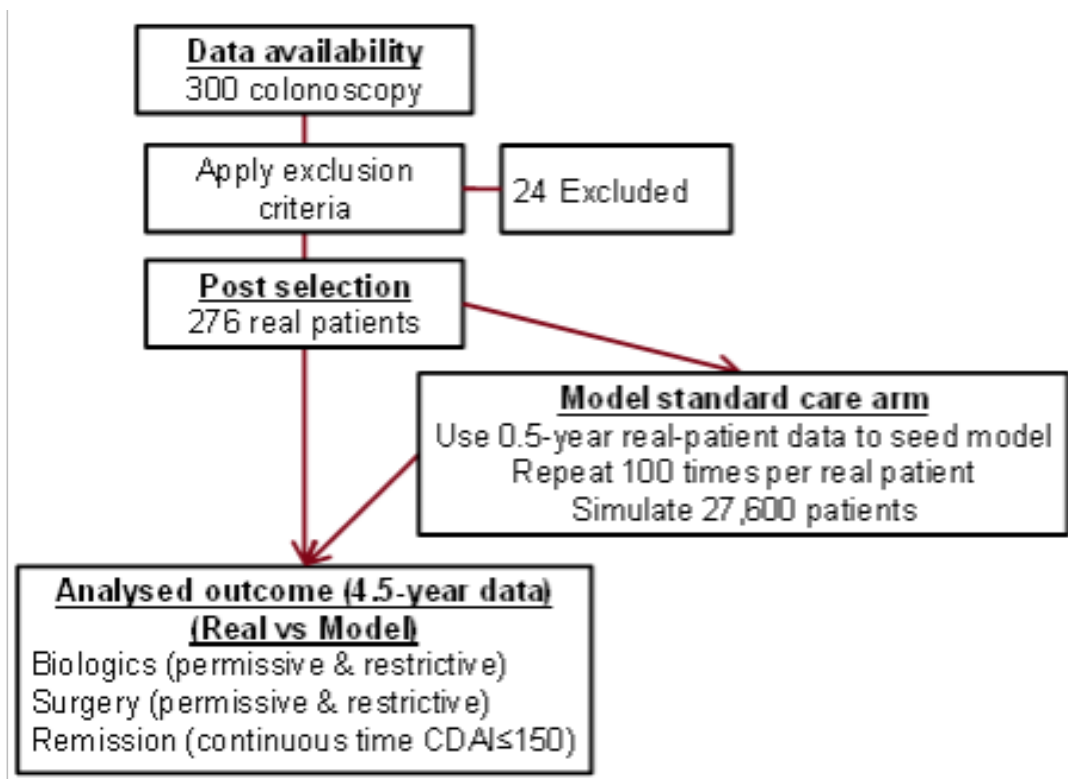 Data availability
300 colonoscopy
Apply exclusion
criteria
24 Excluded
Post selection
276 real patients
Model standard care arm
Use 0.5-year real-patient data to seed model
Repeat 100 times per real patient
Simulate 27,600 patients
Analysed outcome (4.5-year data)
(Real vs Model)
Biologics (permissive & restrictive)
Surgery (permissive & restrictive)
Remission (continuous time CDAI≤150)